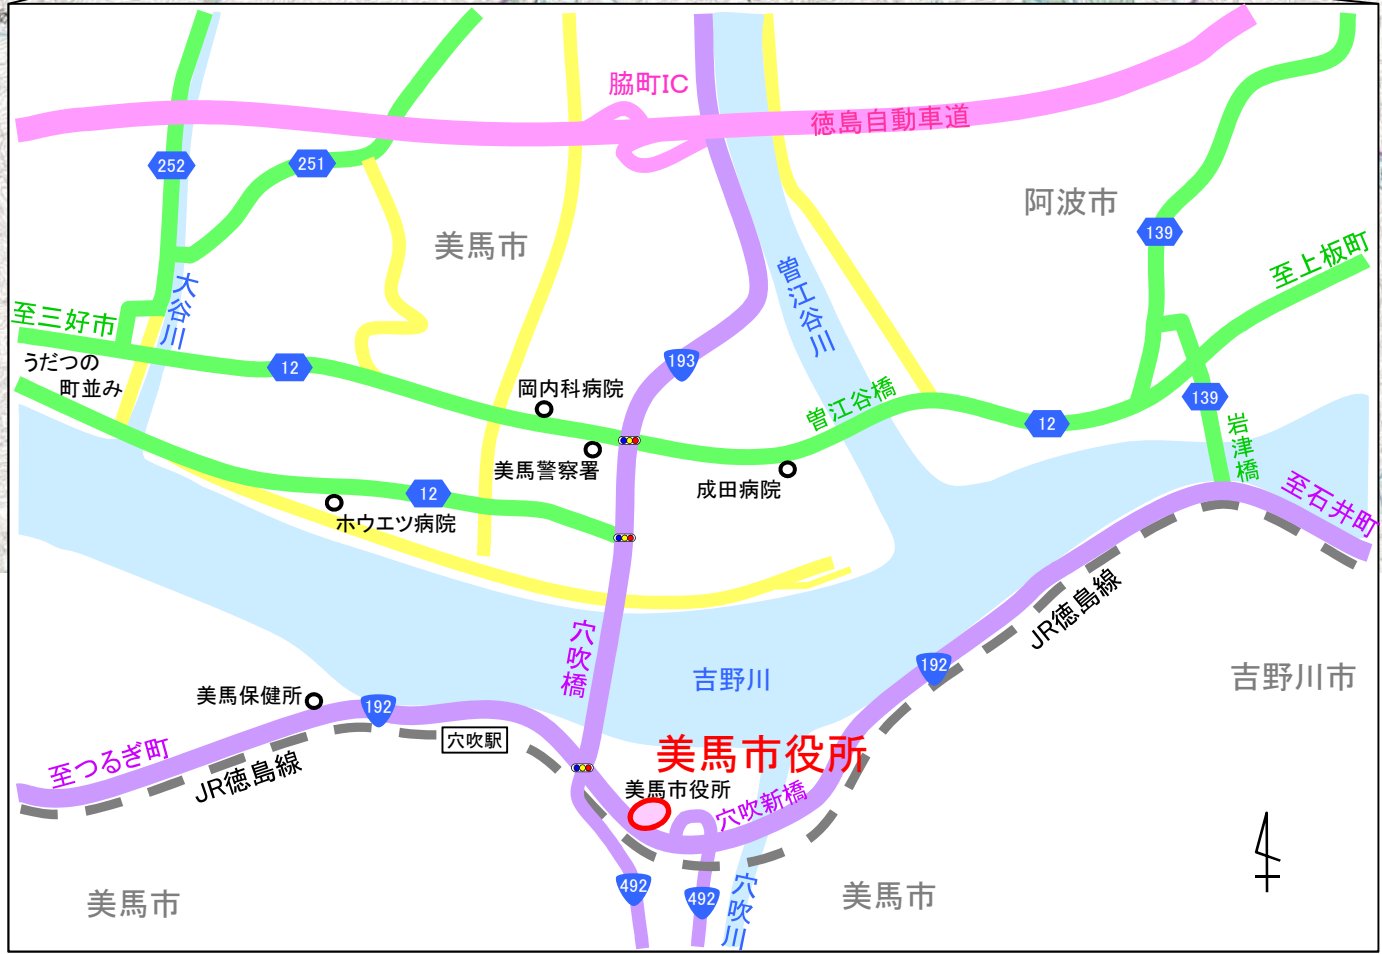 脇町IC
徳島自動車道
252
251
阿波市
139
美馬市
至上板町
曽江谷川
大谷川
至三好市
うだつの
町並み
12
193
岡内科病院
曽江谷橋
139
12
岩津橋
美馬警察署
成田病院
12
ホウエツ病院
至石井町
JR徳島線
穴吹橋
吉野川
192
吉野川市
美馬保健所
192
穴吹駅
至つるぎ町
JR徳島線
美馬市役所
美馬市役所
穴吹新橋
492
492
穴吹川
美馬市
美馬市